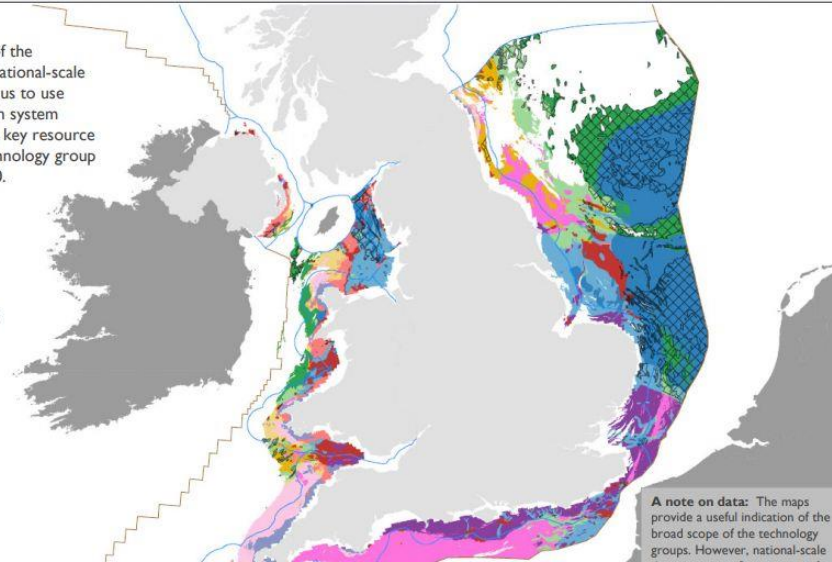 f the
ational-scale
us to use
n system
key resource
hnology group
).
A note on data: The maps
provide a useful indication of the
broad scope of the technology
groups. However, national-scale